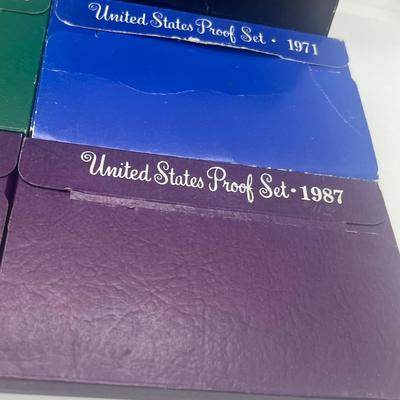 United States Proof Set · 1971
United States Proof Set · 1987